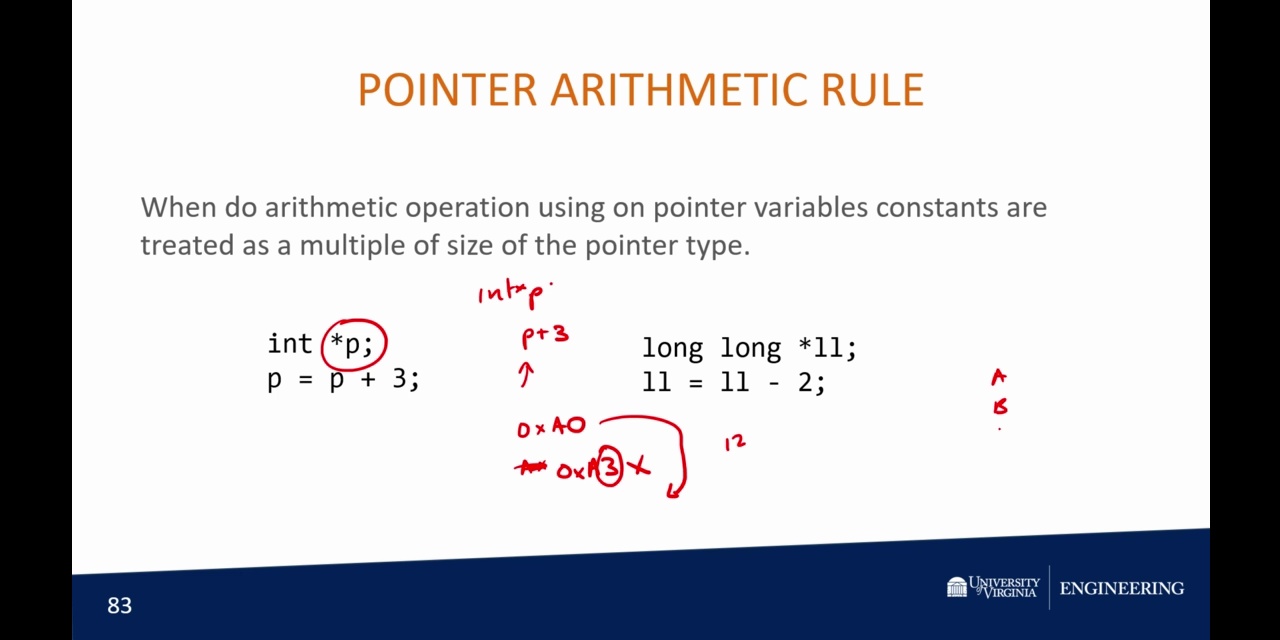 POINTER ARITHMETIC RULE
When do arithmetic operation using on pointer variables constants are
treated as a multiple of size of the pointer type.
int *p;
p = p + 3;
int* p
p+3
0xA0
0xA3 X
long long *ll;
ll = ll - 2;
12
A
B
83
UNIVERSITY of VIRGINIA
ENGINEERING